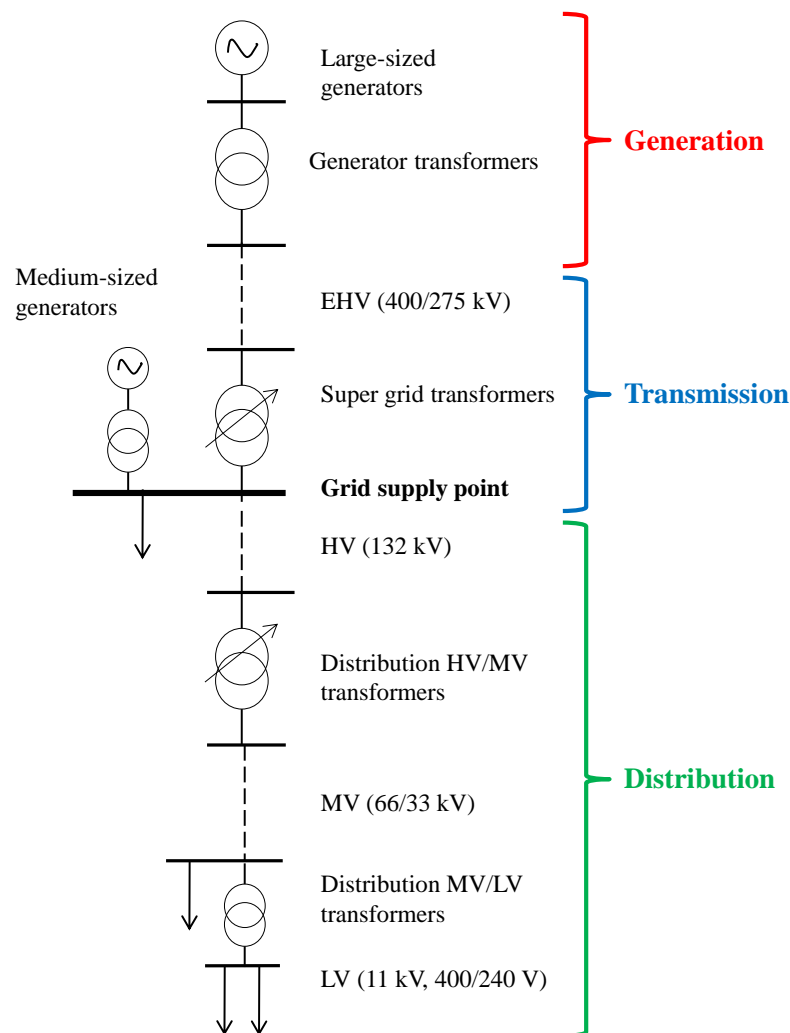 Large-sized
generators
Generation
Generator transformers
Medium-sized
generators
EHV (400/275 kV)
Super grid transformers
Transmission
Grid supply point
HV (132 kV)
Distribution HV/MV
transformers
Distribution
MV (66/33 kV)
Distribution MV/LV
transformers
LV (11 kV, 400/240 V)